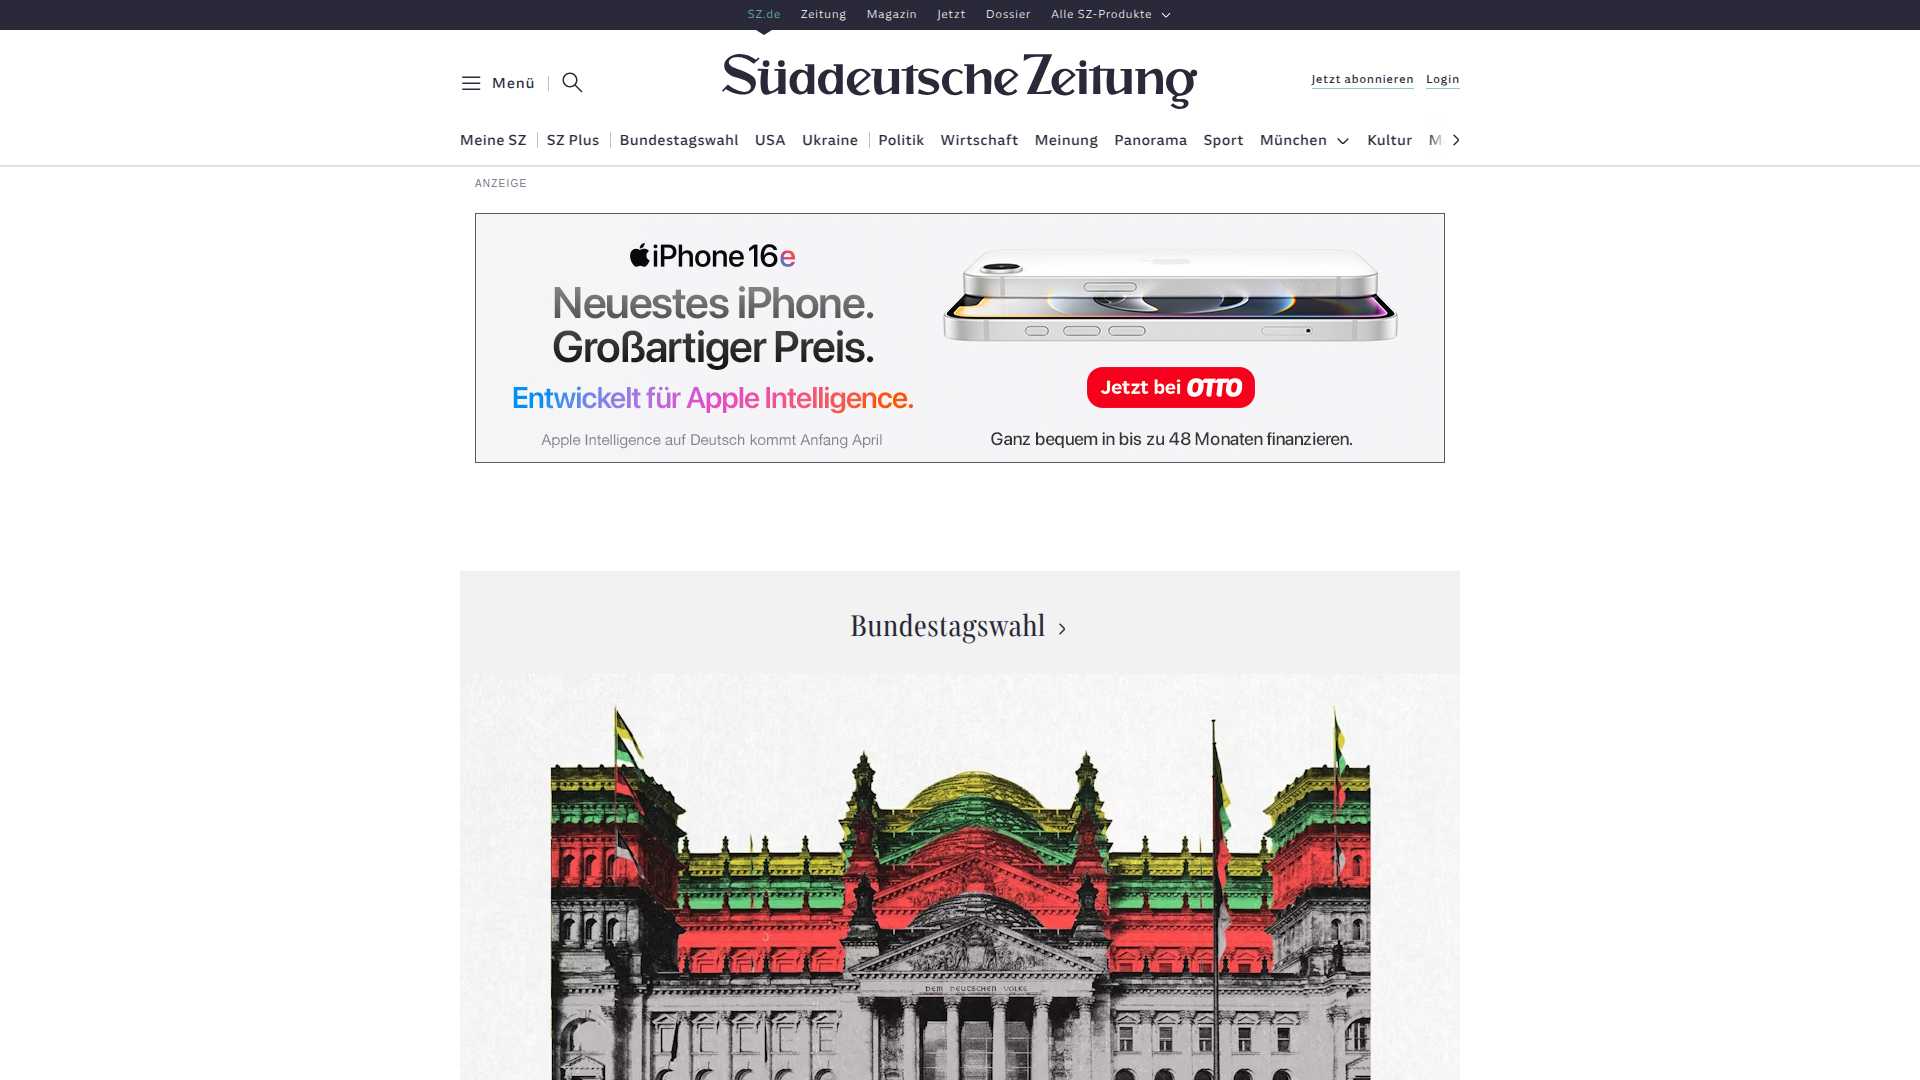 SZ.de Zeitung Magazin Jetzt Dossier Alle SZ-Produkte
Menü
Süddeutsche Zeitung
Jetzt abonnieren Login
Meine SZ SZ Plus Bundestagswahl USA Ukraine Politik Wirtschaft Meinung Panorama Sport München Kultur M
ANZEIGE
iPhone 16e
Neuestes iPhone.
Großartiger Preis.
Entwickelt für Apple Intelligence.
Apple Intelligence auf Deutsch kommt Anfang April
Jetzt bei OTTO
Ganz bequem in bis zu 48 Monaten finanzieren.
Bundestagswahl
DEM DEUTSCHEN VOLKE